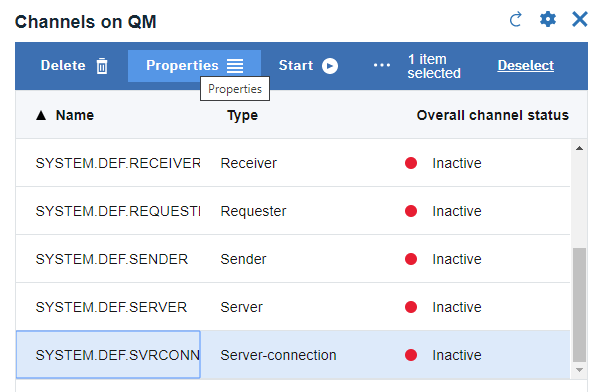 Channels on QM
Delete Properties Start ... 1 item selected Deselect
Properties
▲ Name Type Overall channel status
SYSTEM.DEF.RECEIVER Receiver Inactive
SYSTEM.DEF.REQUEST Requester Inactive
SYSTEM.DEF.SENDER Sender Inactive
SYSTEM.DEF.SERVER Server Inactive
SYSTEM.DEF.SVRCONN Server-connection Inactive